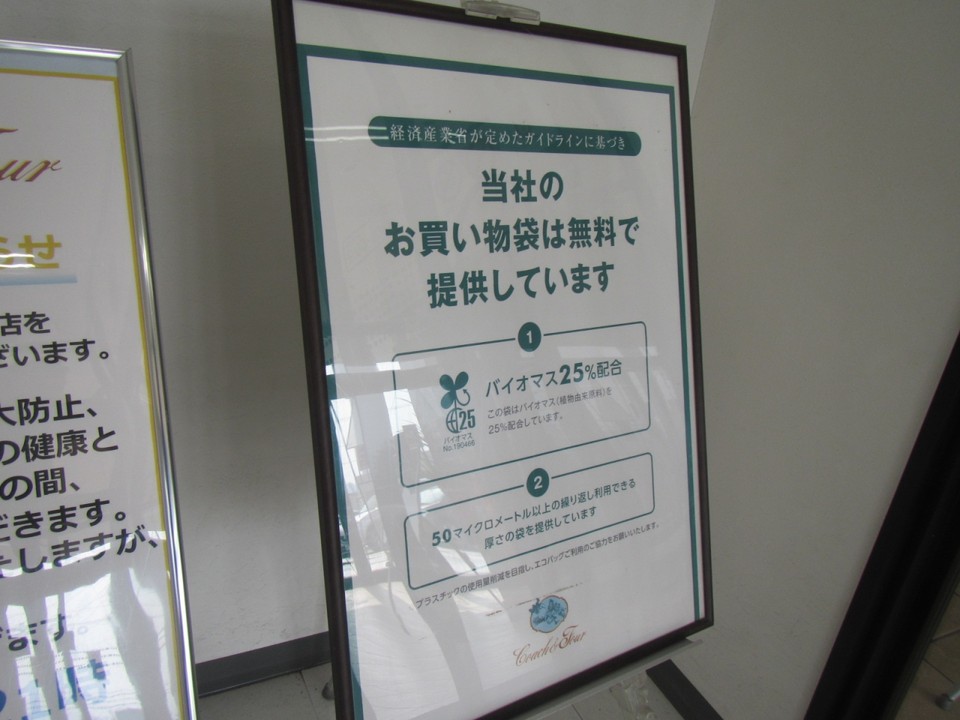 経済産業省が定めたガイドラインに基づき
当社の
お買い物袋は無料で
提供しています
1
バイオマス25%配合
この袋はバイオマス(植物由来原料)を
25%配合しています。
25
バイオマス
No.190466
2
50マイクロメートル以上の繰り返し利用できる
厚さの袋を提供しています
プラスチックの使用量削減を目指し、エコバッグご利用のご協力をお願いいたします。
Coach & Four
our
らせ
店を
ざいます。
大防止、
の健康と
の間、
だきます。
たしますが、
げます。